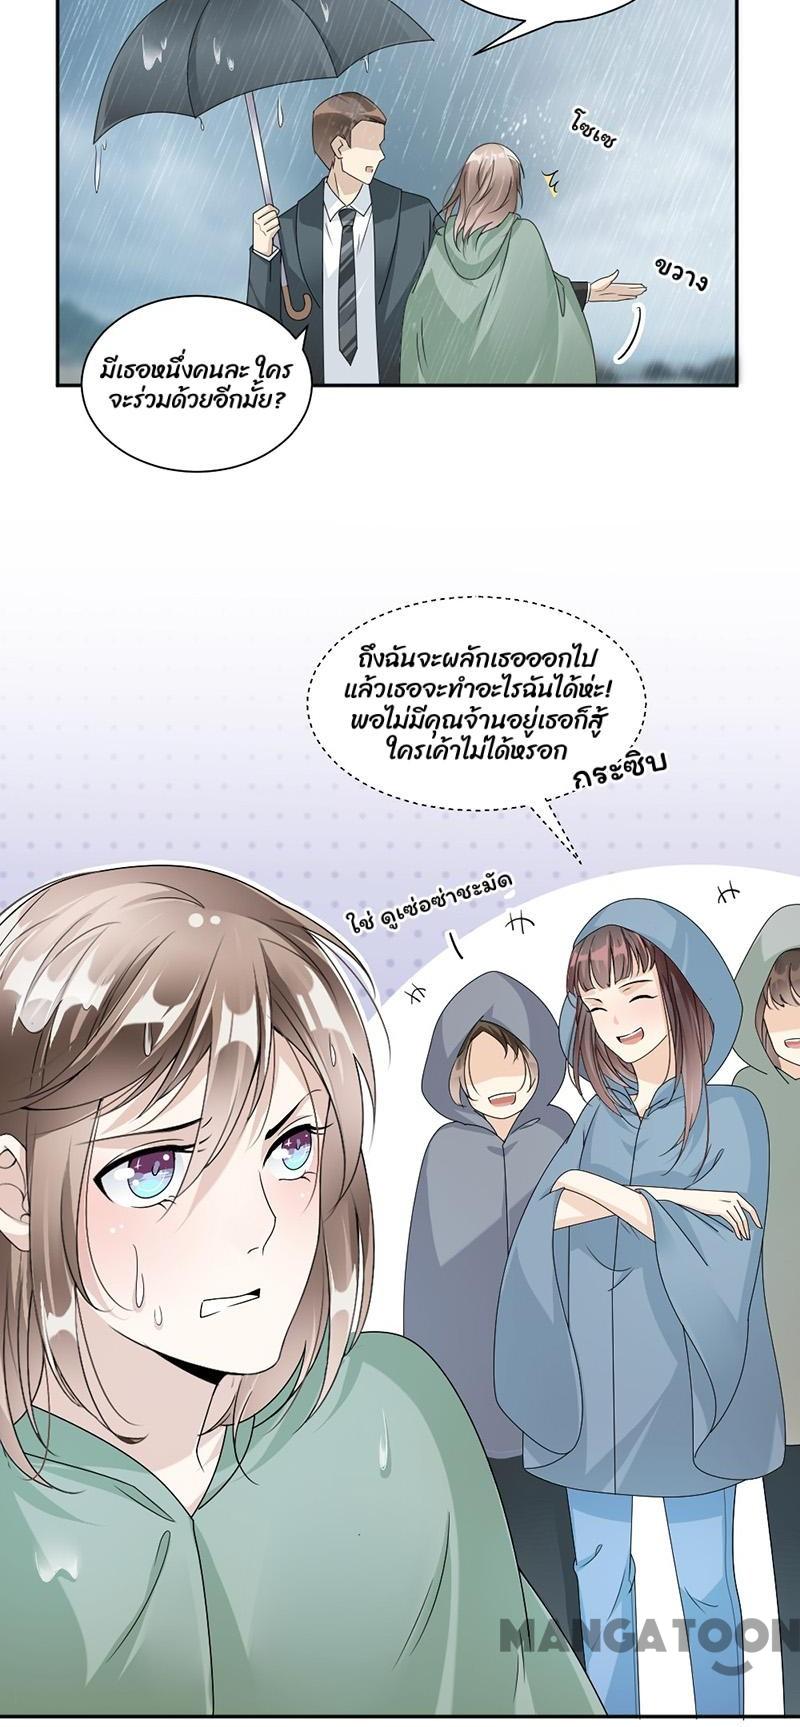 โซเซ
ขวาง
มีเธอหนึ่งคนละ ใคร
จะร่วมด้วยอีกมั้ย?
ถึงฉันจะผลักเธอออกไป
แล้วเธอจะทำอะไรฉันได้ห่ะ!
พอไม่มีคุณจ้านอยู่เธอก็สู้
ใครเค้าไม่ได้หรอก
กระซิบ
ใช่ ดูเซ่อซ่าชะมัด
MANGATOON